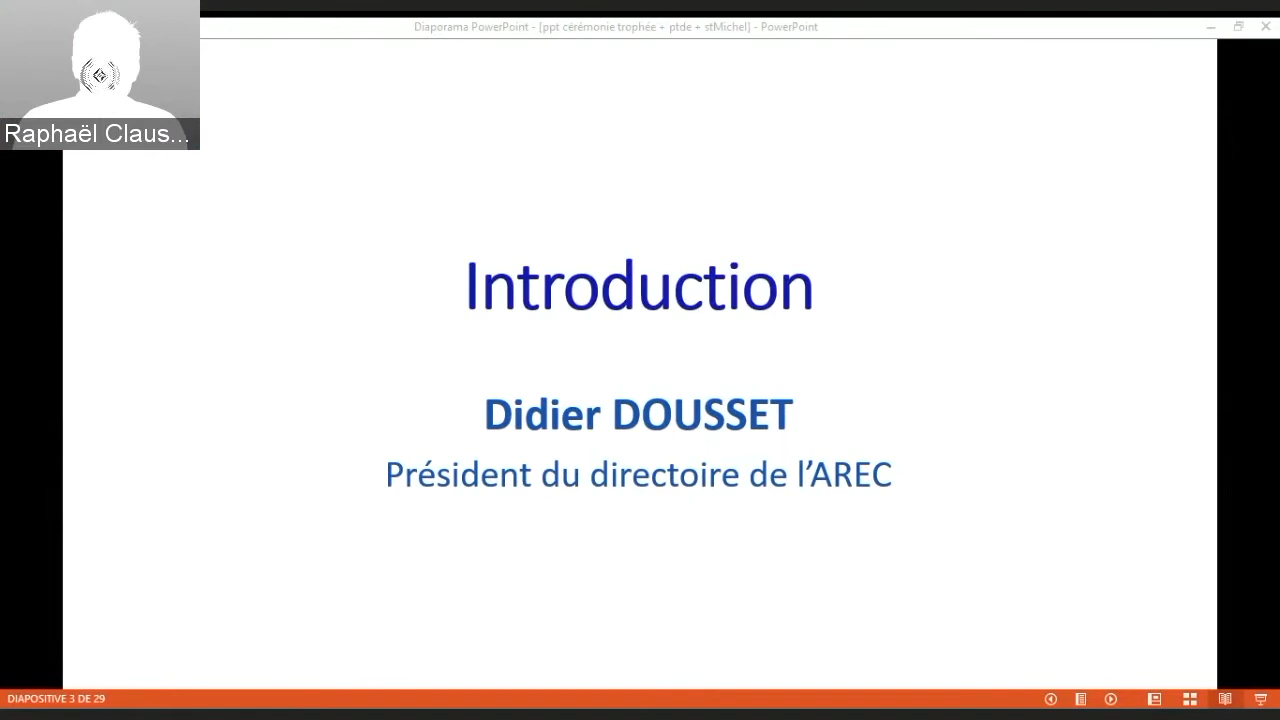 Diaporama PowerPoint - [ppt cérémonie trophée + ptde + stMichel] - PowerPoint
Raphaël Claus...
Introduction
Didier DOUSSET
Président du directoire de l’AREC
DIAPOSITIVE 3 DE 29